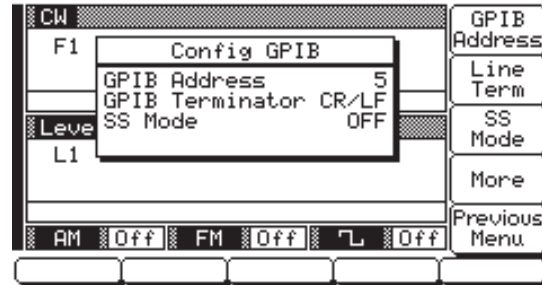 CW
F1
Config GPIB
GPIB Address 5
GPIB Terminator CR/LF
SS Mode OFF
Leve
L1
AM Off FM Off Off
GPIB
Address
Line
Term
SS
Mode
More
Previous
Menu